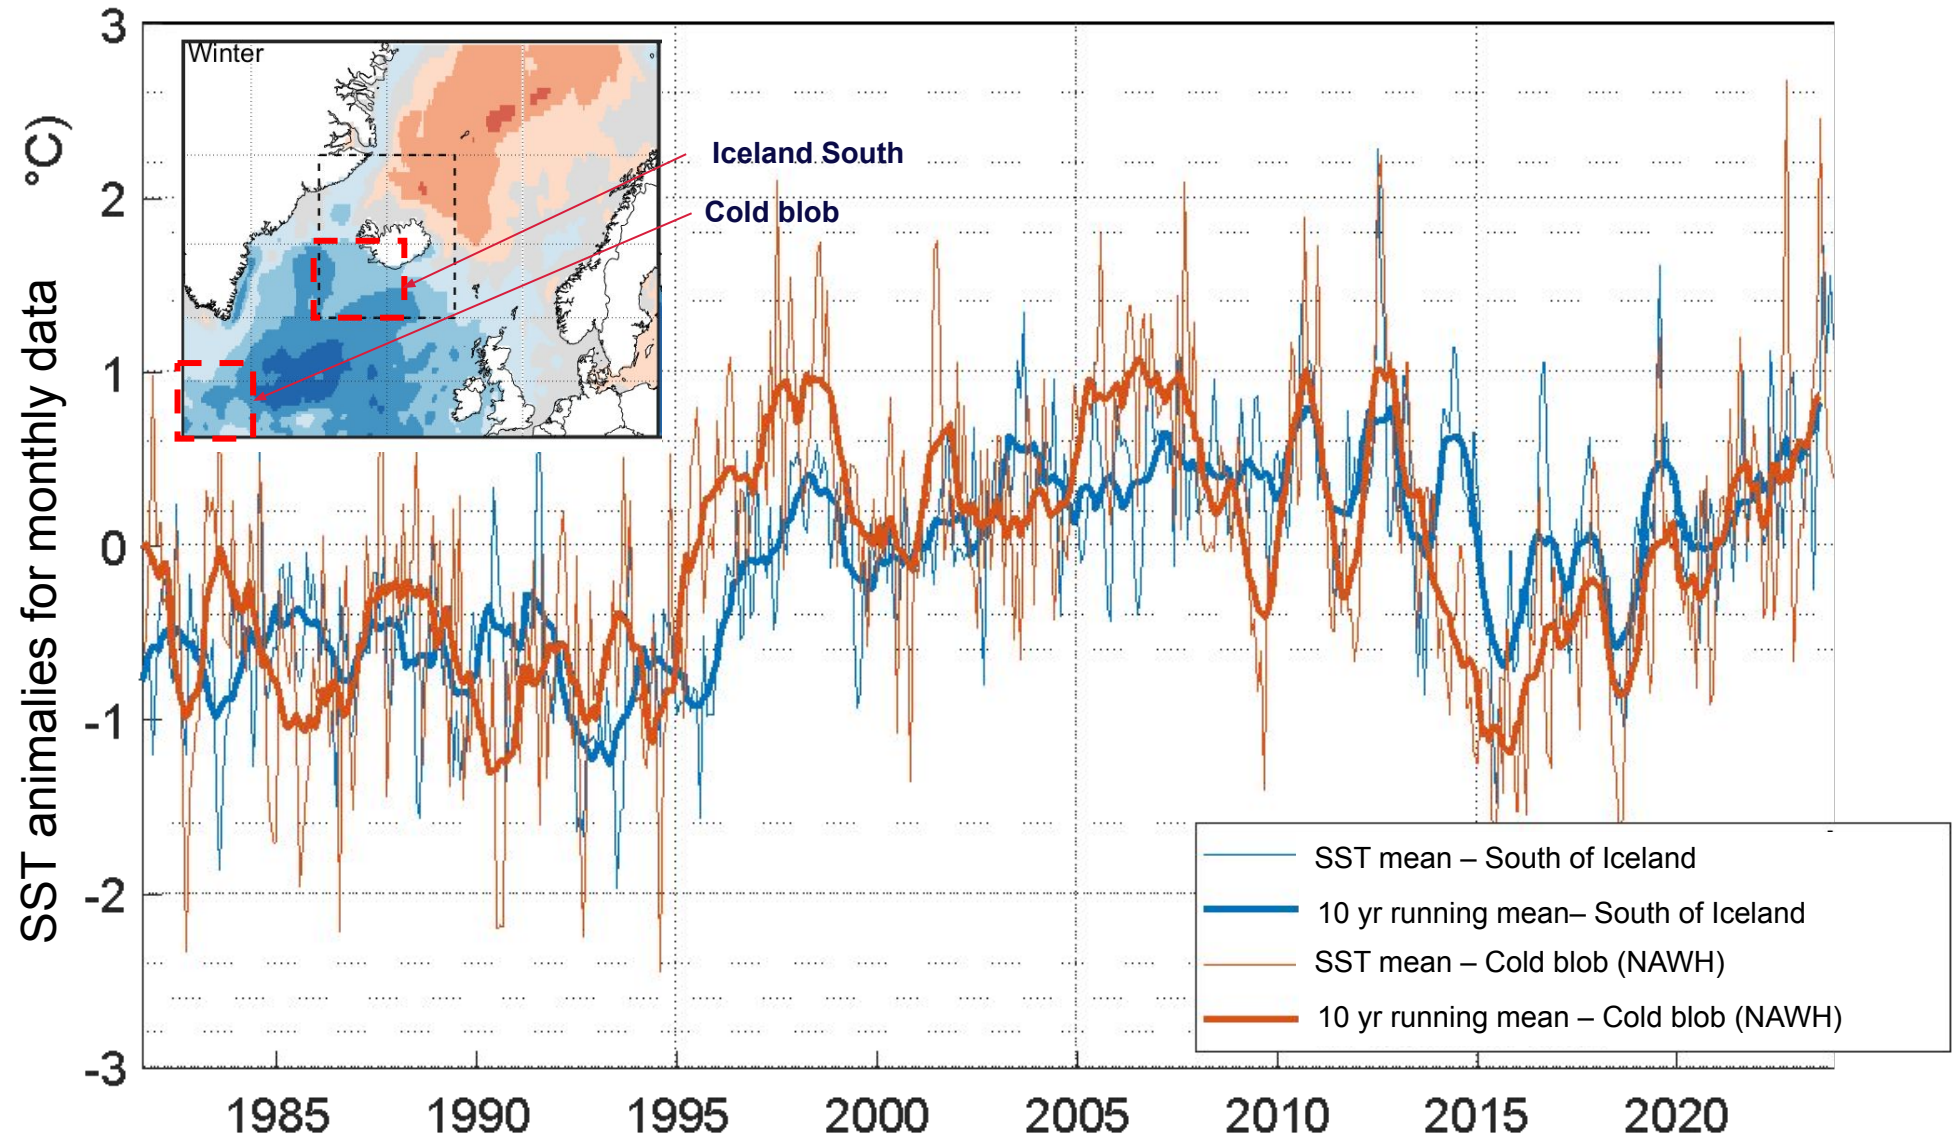 SST animalies for monthly data °C)
3
2
1
0
-1
-2
-3
Winter
Iceland South
Cold blob
SST mean – South of Iceland
10 yr running mean– South of Iceland
SST mean – Cold blob (NAWH)
10 yr running mean – Cold blob (NAWH)
1985 1990 1995 2000 2005 2010 2015 2020